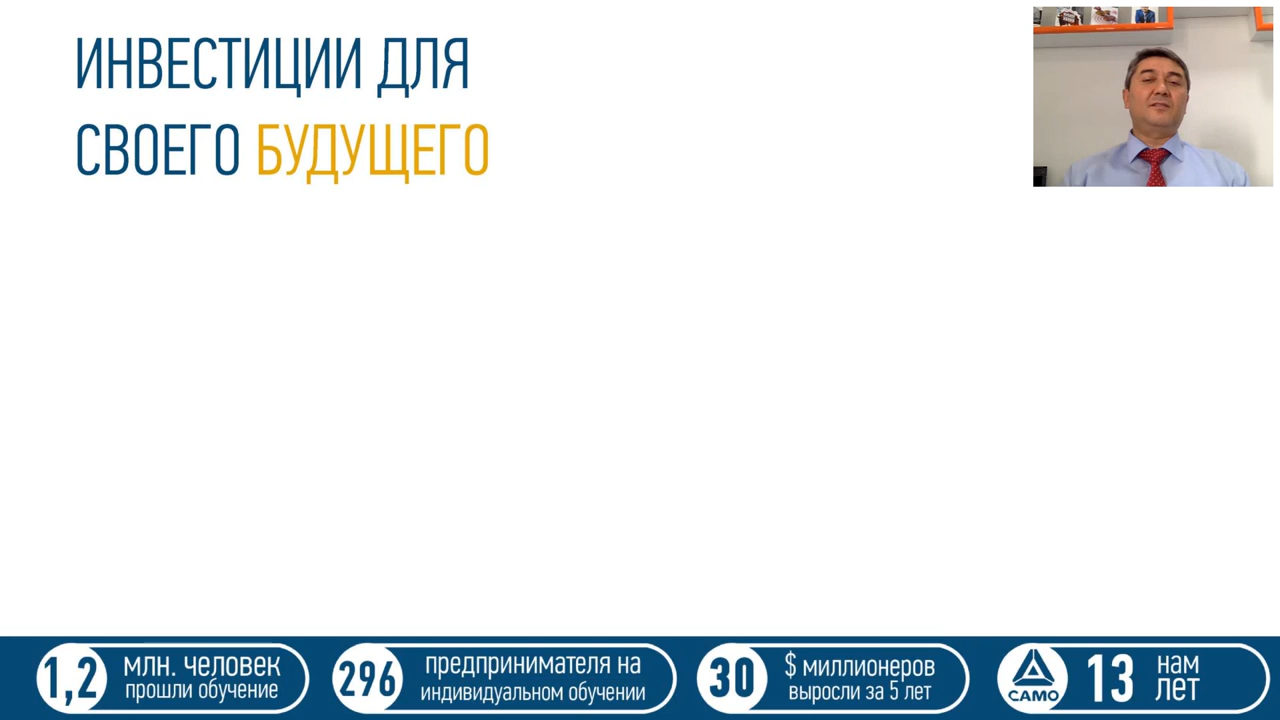 ИНВЕСТИЦИИ ДЛЯ
СВОЕГО БУДУЩЕГО
1,2 млн. человек
прошли обучение
296 предпринимателя на
индивидуальном обучении
30 $ миллионеров
выросли за 5 лет
САМО
13 нам
лет